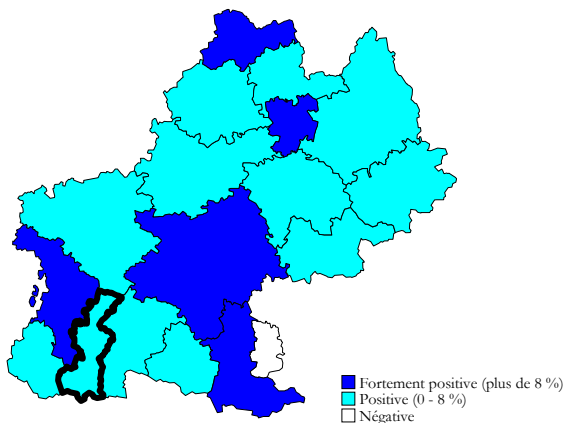 Fortement positive (plus de 8 %)
Positive (0 - 8 %)
Négative